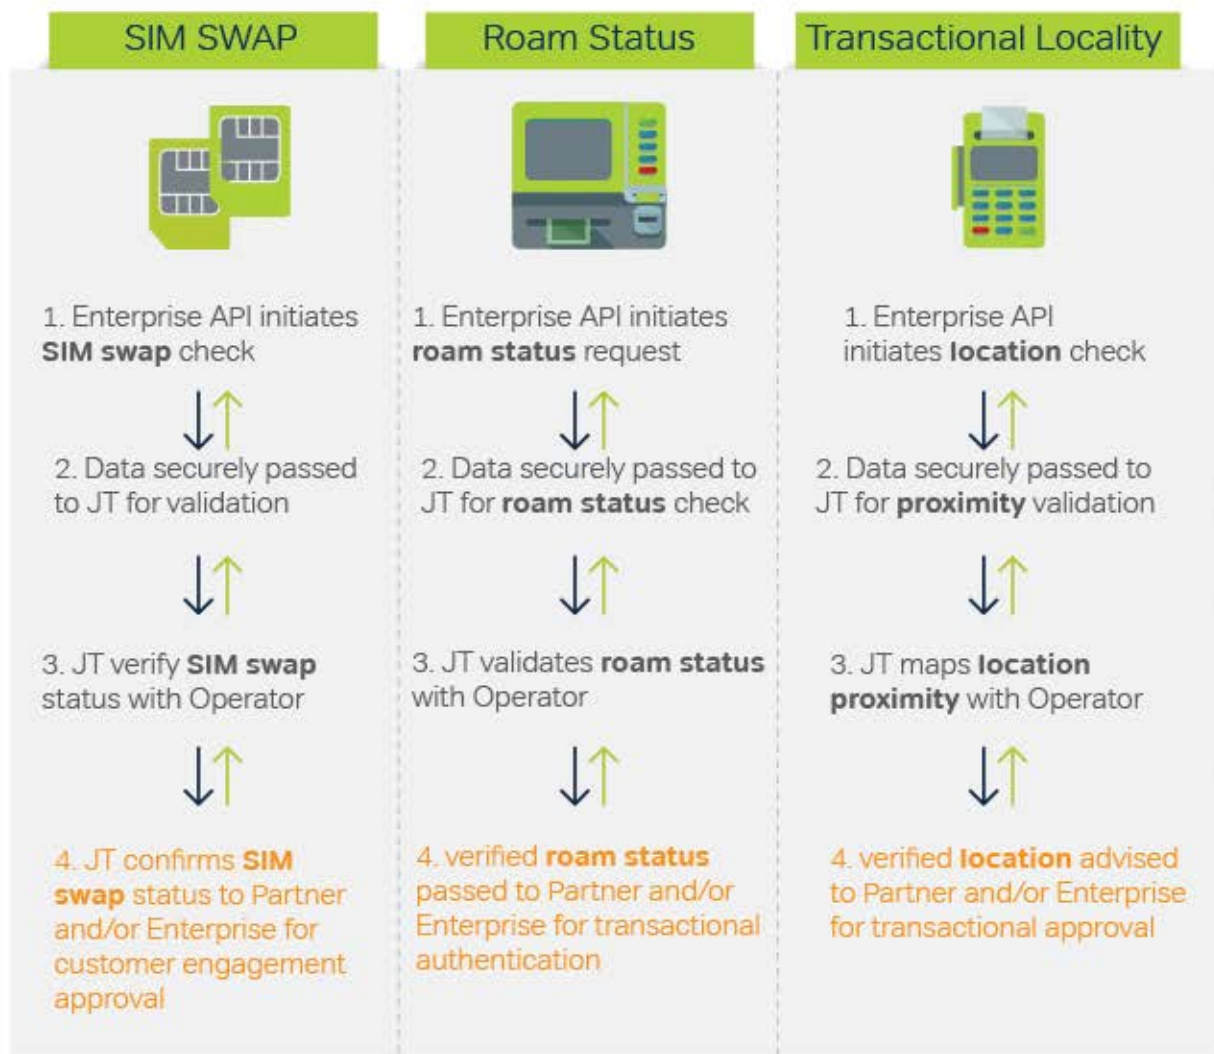 SIM SWAP
1. Enterprise API initiates
SIM swap check
2. Data securely passed
to JT for validation
3. JT verify SIM swap
status with Operator
4. JT confirms SIM
swap status to Partner
and/or Enterprise for
customer engagement
approval
Roam Status
1. Enterprise API initiates
roam status request
2. Data securely passed to
JT for roam status check
3. JT validates roam status
with Operator
4. verified roam status
passed to Partner and/or
Enterprise for transactional
authentication
Transactional Locality
1. Enterprise API
initiates location check
2. Data securely passed to
JT for proximity validation
3. JT maps location
proximity with Operator
4. verified location advised
to Partner and/or Enterprise
for transactional approval